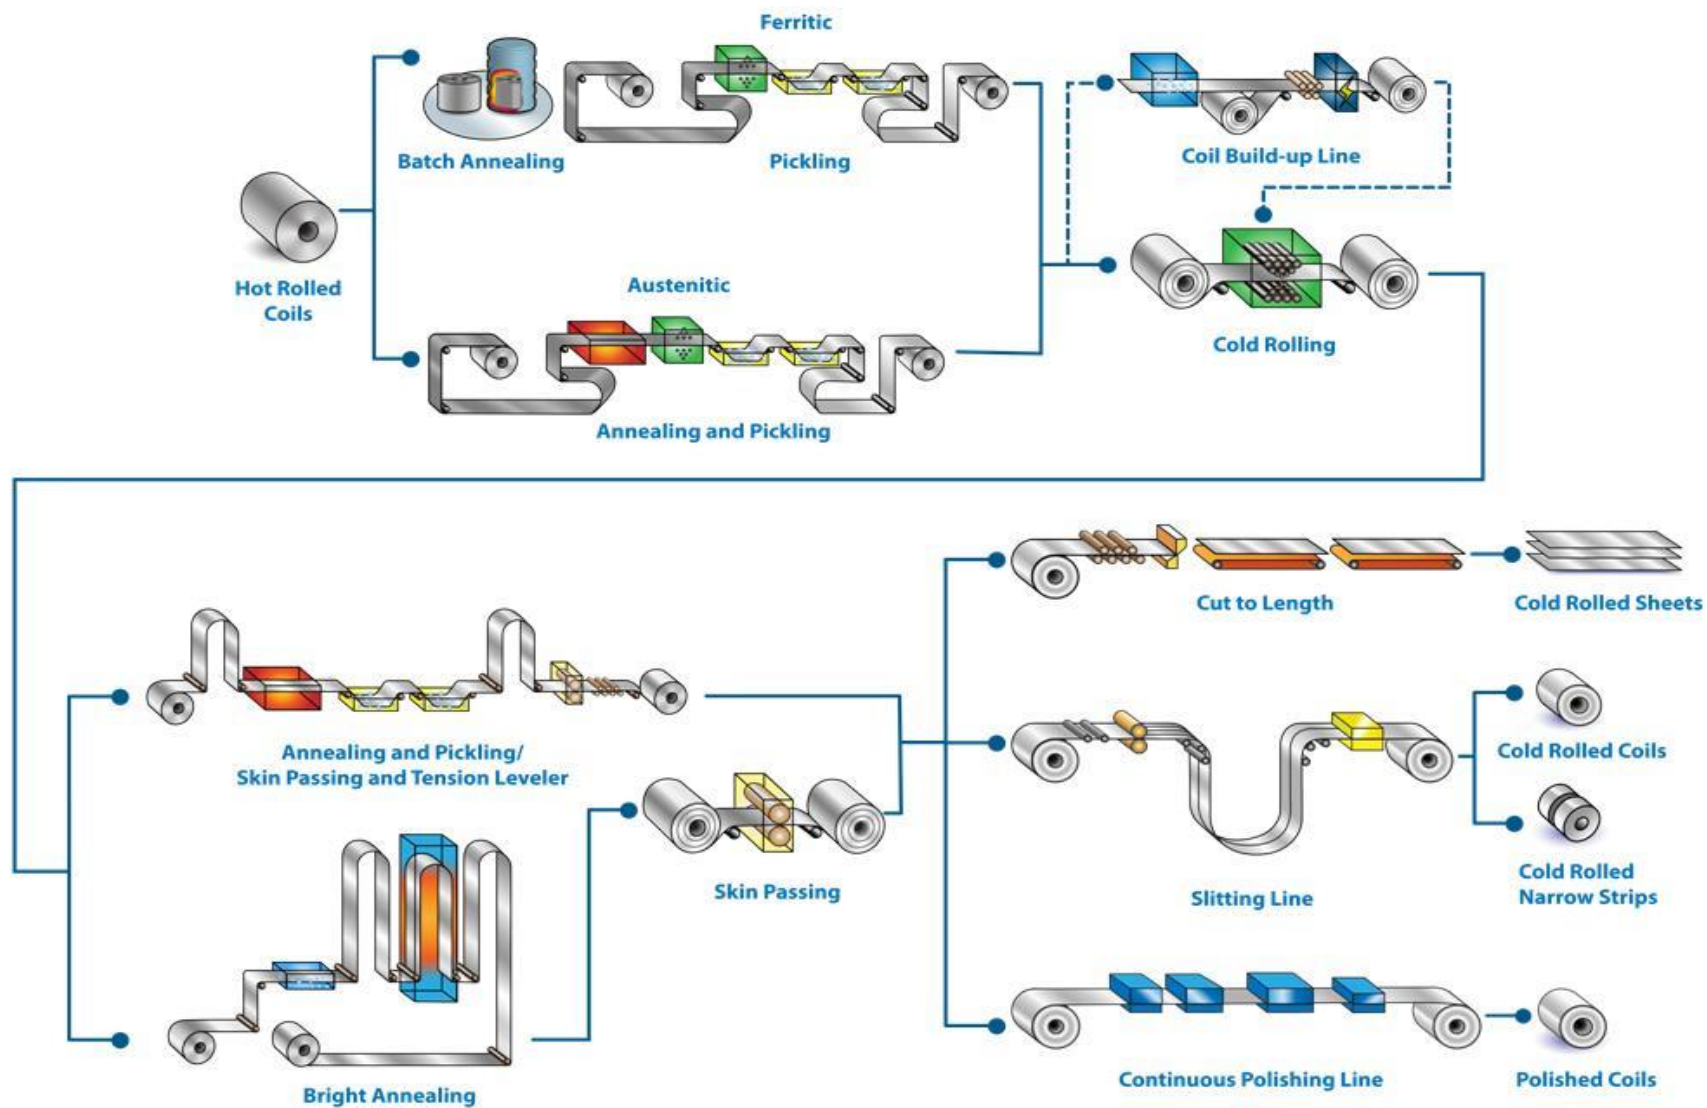 Ferritic
Batch Annealing
Pickling
Coil Build-up Line
Hot Rolled
Coils
Austenitic
Annealing and Pickling
Cold Rolling
Cut to Length
Cold Rolled Sheets
Annealing and Pickling/
Skin Passing and Tension Leveler
Skin Passing
Slitting Line
Cold Rolled Coils
Cold Rolled
Narrow Strips
Bright Annealing
Continuous Polishing Line
Polished Coils